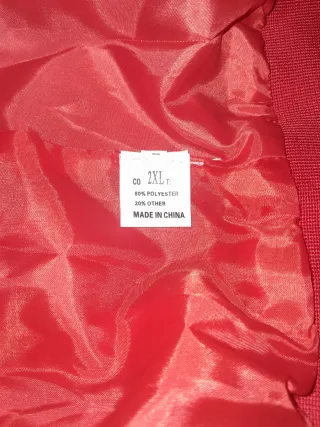 CO 2XL
80% POLYESTER
20% OTHER
MADE IN CHINA